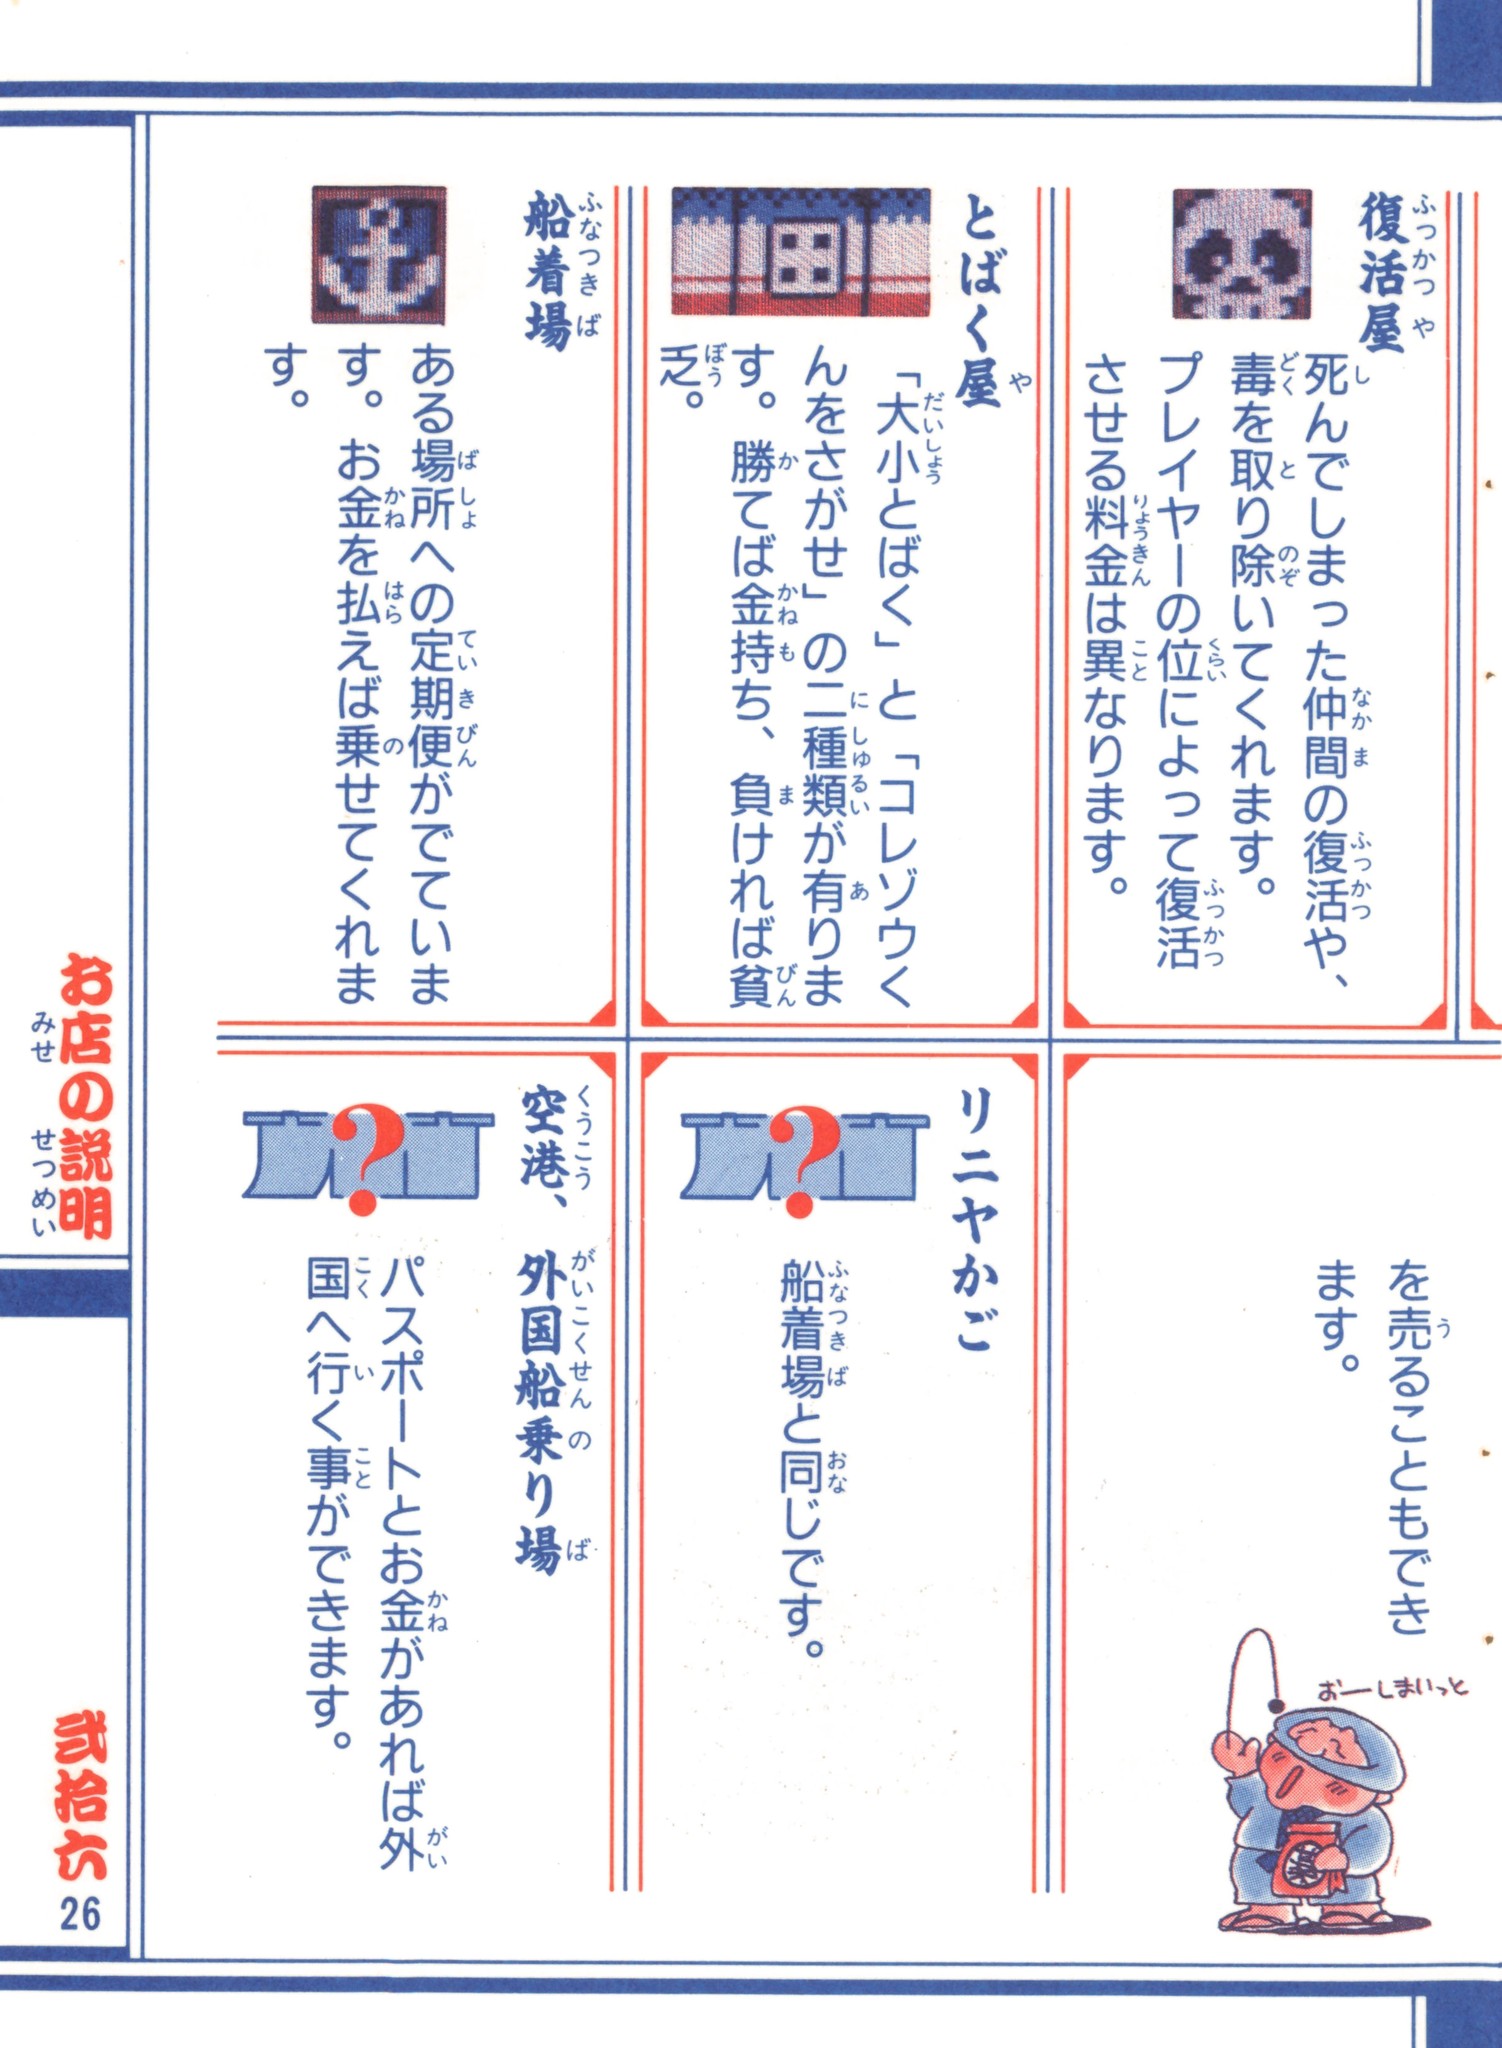 復活屋
死んでしまった仲間の復活や、
毒を取り除いてくれます。
プレイヤーの位によって復活
させる料金は異なります。
とばく屋
「大小とばく」と「コレゾウく
んをさがせ」の二種類が有りま
す。勝てば金持ち、負ければ貧
乏。
船着場
ある場所への定期便がでていま
す。お金を払えば乗せてくれま
す。
を売ることもでき
ます。
おーしまいっと
リニヤかご
?
船着場と同じです。
空港、外国船乗り場
?
パスポートとお金があれば外
国へ行く事ができます。
お店の説明
弐拾六
26